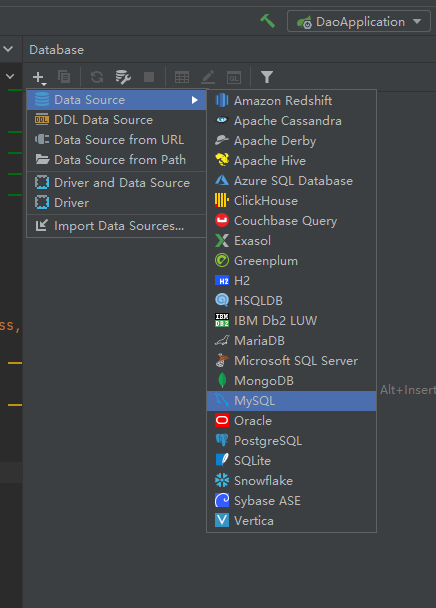 DaoApplication
Database
Data Source
DDL Data Source
Data Source from URL
Data Source from Path
Driver and Data Source
Driver
Import Data Sources...
Amazon Redshift
Apache Cassandra
Apache Derby
Apache Hive
Azure SQL Database
ClickHouse
Couchbase Query
Exasol
Greenplum
H2
HSQLDB
IBM Db2 LUW
MariaDB
Microsoft SQL Server
MongoDB
MySQL
Oracle
PostgreSQL
SQLite
Snowflake
Sybase ASE
Vertica
ss,
Alt+Insert